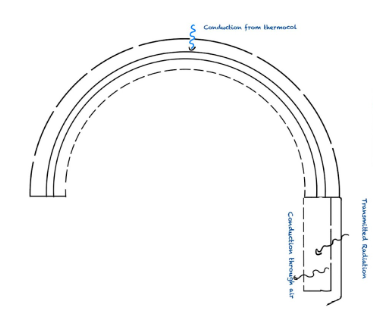 Conduction from thermocol
Transmitted Radiation
Conduction through air